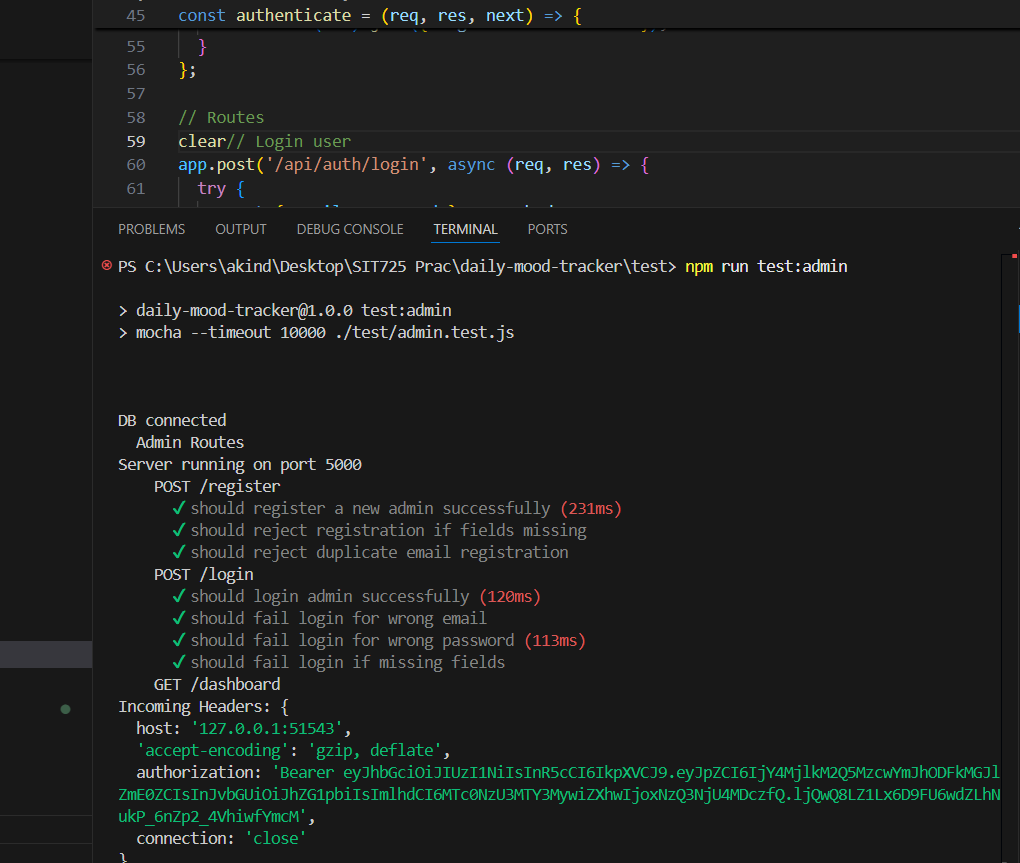 45 const authenticate = (req, res, next) => {
55 }
56 };
57
58 // Routes
59 clear// Login user
60 app.post('/api/auth/login', async (req, res) => {
61 try {
PROBLEMS OUTPUT DEBUG CONSOLE TERMINAL PORTS
PS C:\Users\akind\Desktop\SIT725 Prac\daily-mood-tracker\test> npm run test:admin
> daily-mood-tracker@1.0.0 test:admin
> mocha --timeout 10000 ./test/admin.test.js
DB connected
Admin Routes
Server running on port 5000
POST /register
✓ should register a new admin successfully (231ms)
✓ should reject registration if fields missing
✓ should reject duplicate email registration
POST /login
✓ should login admin successfully (120ms)
✓ should fail login for wrong email
✓ should fail login for wrong password (113ms)
✓ should fail login if missing fields
GET /dashboard
Incoming Headers: {
host: '127.0.0.1:51543',
'accept-encoding': 'gzip, deflate',
authorization: 'Bearer eyJhbGciOiJIUzI1NiIsInR5cCI6IkpXVCJ9.eyJpZCI6IjY4MjlkM2Q5MzcwYmJhODFkMGJl
ZmE0ZCIsInJvbGUiOiJhZG1pbiIsImlhdCI6MTc0NzU3MTY3MywiZXhwIjoxNzQ3NjU4MDczfQ.ljQwQ8LZ1Lx6D9FU6wdZLhN
ukP_6nZp2_4VhiwfYmcM',
connection: 'close'
}